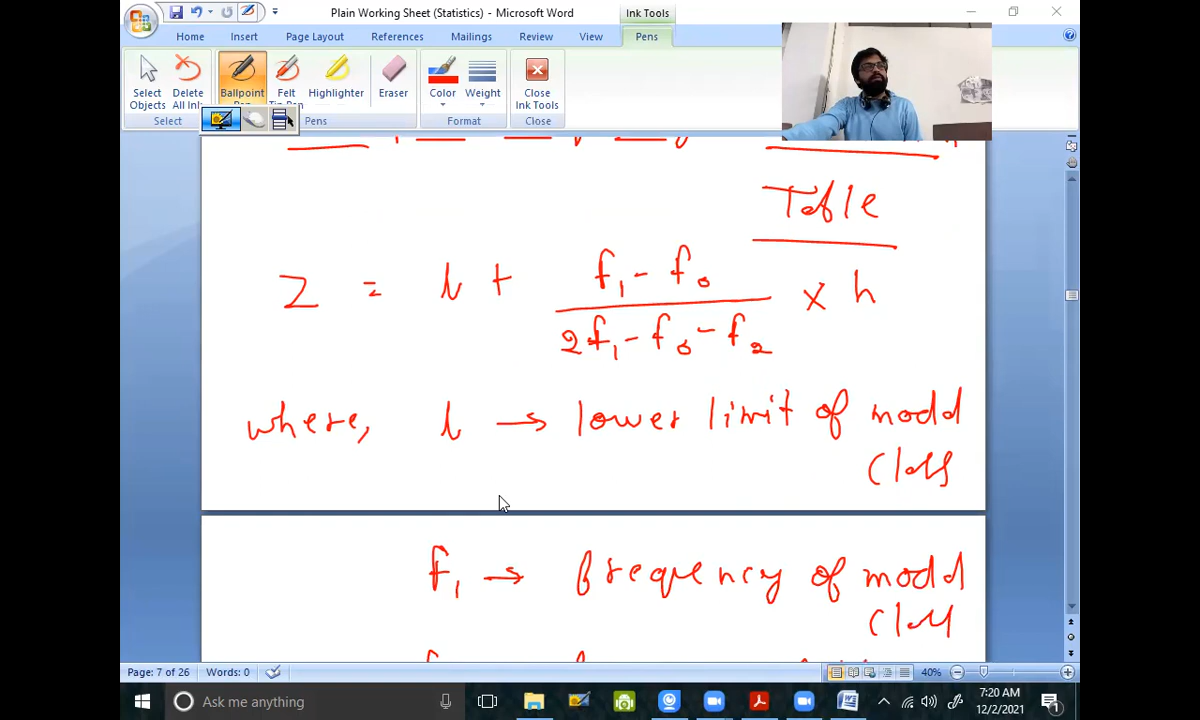 Plain Working Sheet (Statistics) - Microsoft Word
Ink Tools
Home Insert Page Layout References Mailings Review View Pens
Select Objects
Delete All Ink
Ballpoint
Felt
Highlighter
Eraser
Color
Weight
Close Ink Tools
Select
Pens
Format
Close
Table
Z = l + f₁ - f₀ / 2f₁ - f₀ - f₂ × h
where, l → lower limit of modal
class
f₁ → frequency of modal
class
Page: 7 of 26 Words: 0 40%
Ask me anything
7:20 AM
12/2/2021